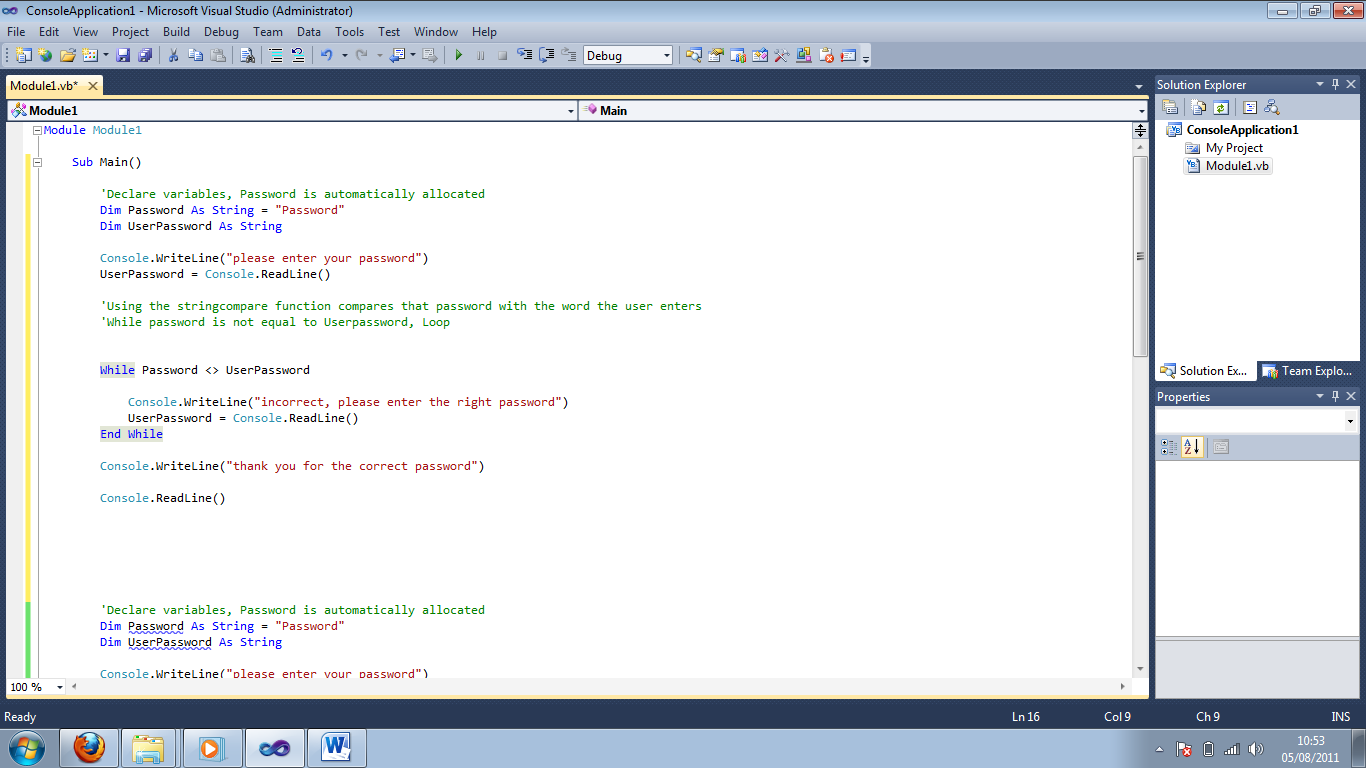 ConsoleApplication1 - Microsoft Visual Studio (Administrator)
File Edit View Project Build Debug Team Data Tools Test Window Help
Debug
Module1.vb*
Module1 Main
Module Module1
Sub Main()
'Declare variables, Password is automatically allocated
Dim Password As String = "Password"
Dim UserPassword As String
Console.WriteLine("please enter your password")
UserPassword = Console.ReadLine()
'Using the stringcompare function compares that password with the word the user enters
'While password is not equal to Userpassword, Loop
While Password <> UserPassword
Console.WriteLine("incorrect, please enter the right password")
UserPassword = Console.ReadLine()
End While
Console.WriteLine("thank you for the correct password")
Console.ReadLine()
'Declare variables, Password is automatically allocated
Dim Password As String = "Password"
Dim UserPassword As String
Console.WriteLine("please enter your password")
100 %
Solution Explorer
ConsoleApplication1
My Project
Module1.vb
Solution Ex... Team Explo...
Properties
Ready Ln 16 Col 9 Ch 9 INS
10:53
05/08/2011